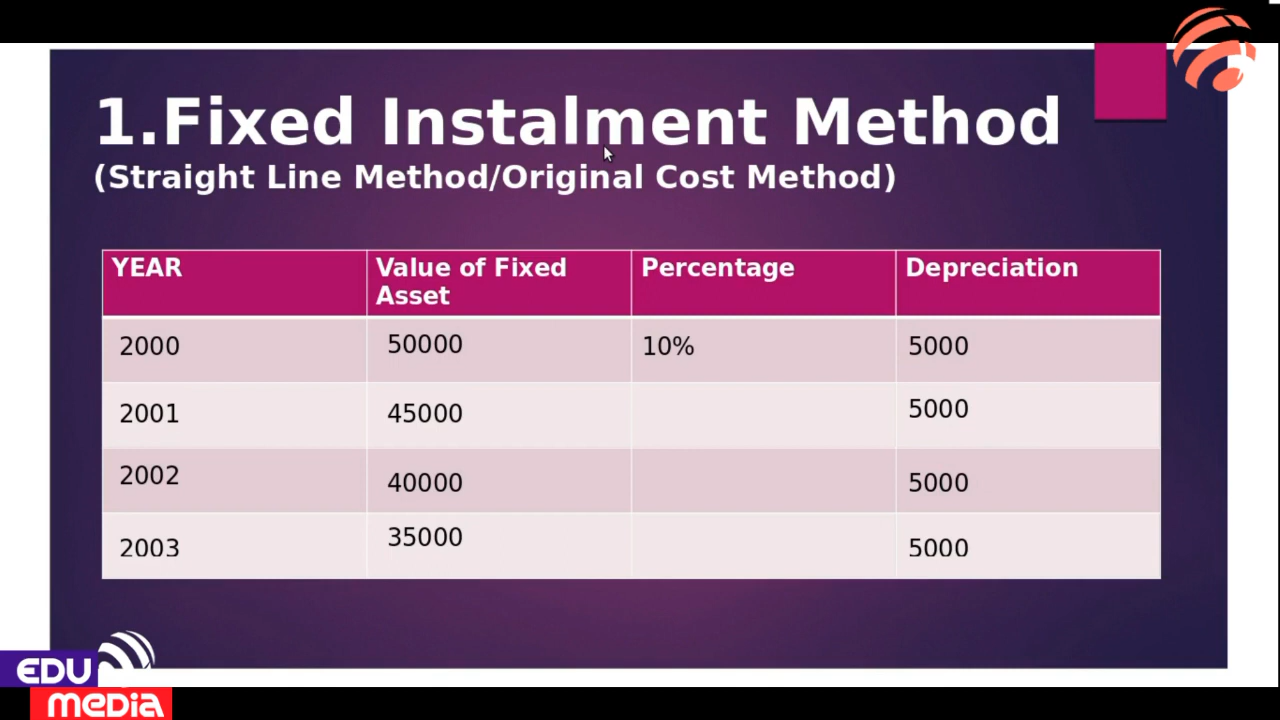 1.Fixed Instalment Method
(Straight Line Method/Original Cost Method)
YEAR Value of Fixed Asset Percentage Depreciation
2000 50000 10% 5000
2001 45000 5000
2002 40000 5000
2003 35000 5000
EDU
MEDIA